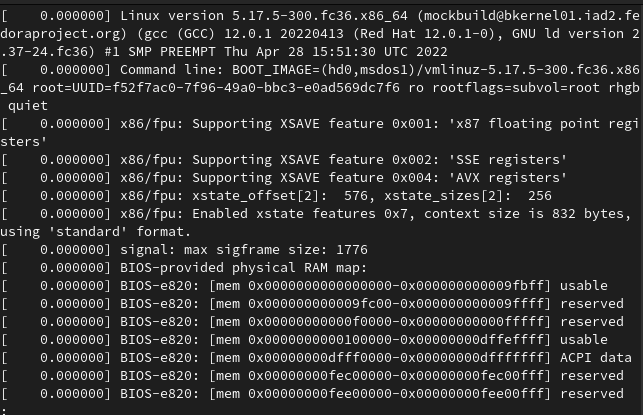 [    0.000000] Linux version 5.17.5-300.fc36.x86_64 (mockbuild@bkernel01.iad2.fe
doraproject.org) (gcc (GCC) 12.0.1 20220413 (Red Hat 12.0.1-0), GNU ld version 2
.37-24.fc36) #1 SMP PREEMPT Thu Apr 28 15:51:30 UTC 2022
[    0.000000] Command line: BOOT_IMAGE=(hd0,msdos1)/vmlinuz-5.17.5-300.fc36.x86
_64 root=UUID=f52f7ac0-7f96-49a0-bbc3-e0ad569dc7f6 ro rootflags=subvol=root rhgb
 quiet
[    0.000000] x86/fpu: Supporting XSAVE feature 0x001: 'x87 floating point regi
sters'
[    0.000000] x86/fpu: Supporting XSAVE feature 0x002: 'SSE registers'
[    0.000000] x86/fpu: Supporting XSAVE feature 0x004: 'AVX registers'
[    0.000000] x86/fpu: xstate_offset[2]:  576, xstate_sizes[2]:  256
[    0.000000] x86/fpu: Enabled xstate features 0x7, context size is 832 bytes,
using 'standard' format.
[    0.000000] signal: max sigframe size: 1776
[    0.000000] BIOS-provided physical RAM map:
[    0.000000] BIOS-e820: [mem 0x0000000000000000-0x000000000009fbff] usable
[    0.000000] BIOS-e820: [mem 0x000000000009fc00-0x000000000009ffff] reserved
[    0.000000] BIOS-e820: [mem 0x00000000000f0000-0x00000000000fffff] reserved
[    0.000000] BIOS-e820: [mem 0x0000000000100000-0x00000000dffeffff] usable
[    0.000000] BIOS-e820: [mem 0x00000000dfff0000-0x00000000dfffffff] ACPI data
[    0.000000] BIOS-e820: [mem 0x00000000fec00000-0x00000000fec00fff] reserved
[    0.000000] BIOS-e820: [mem 0x00000000fee00000-0x00000000fee00fff] reserved
: